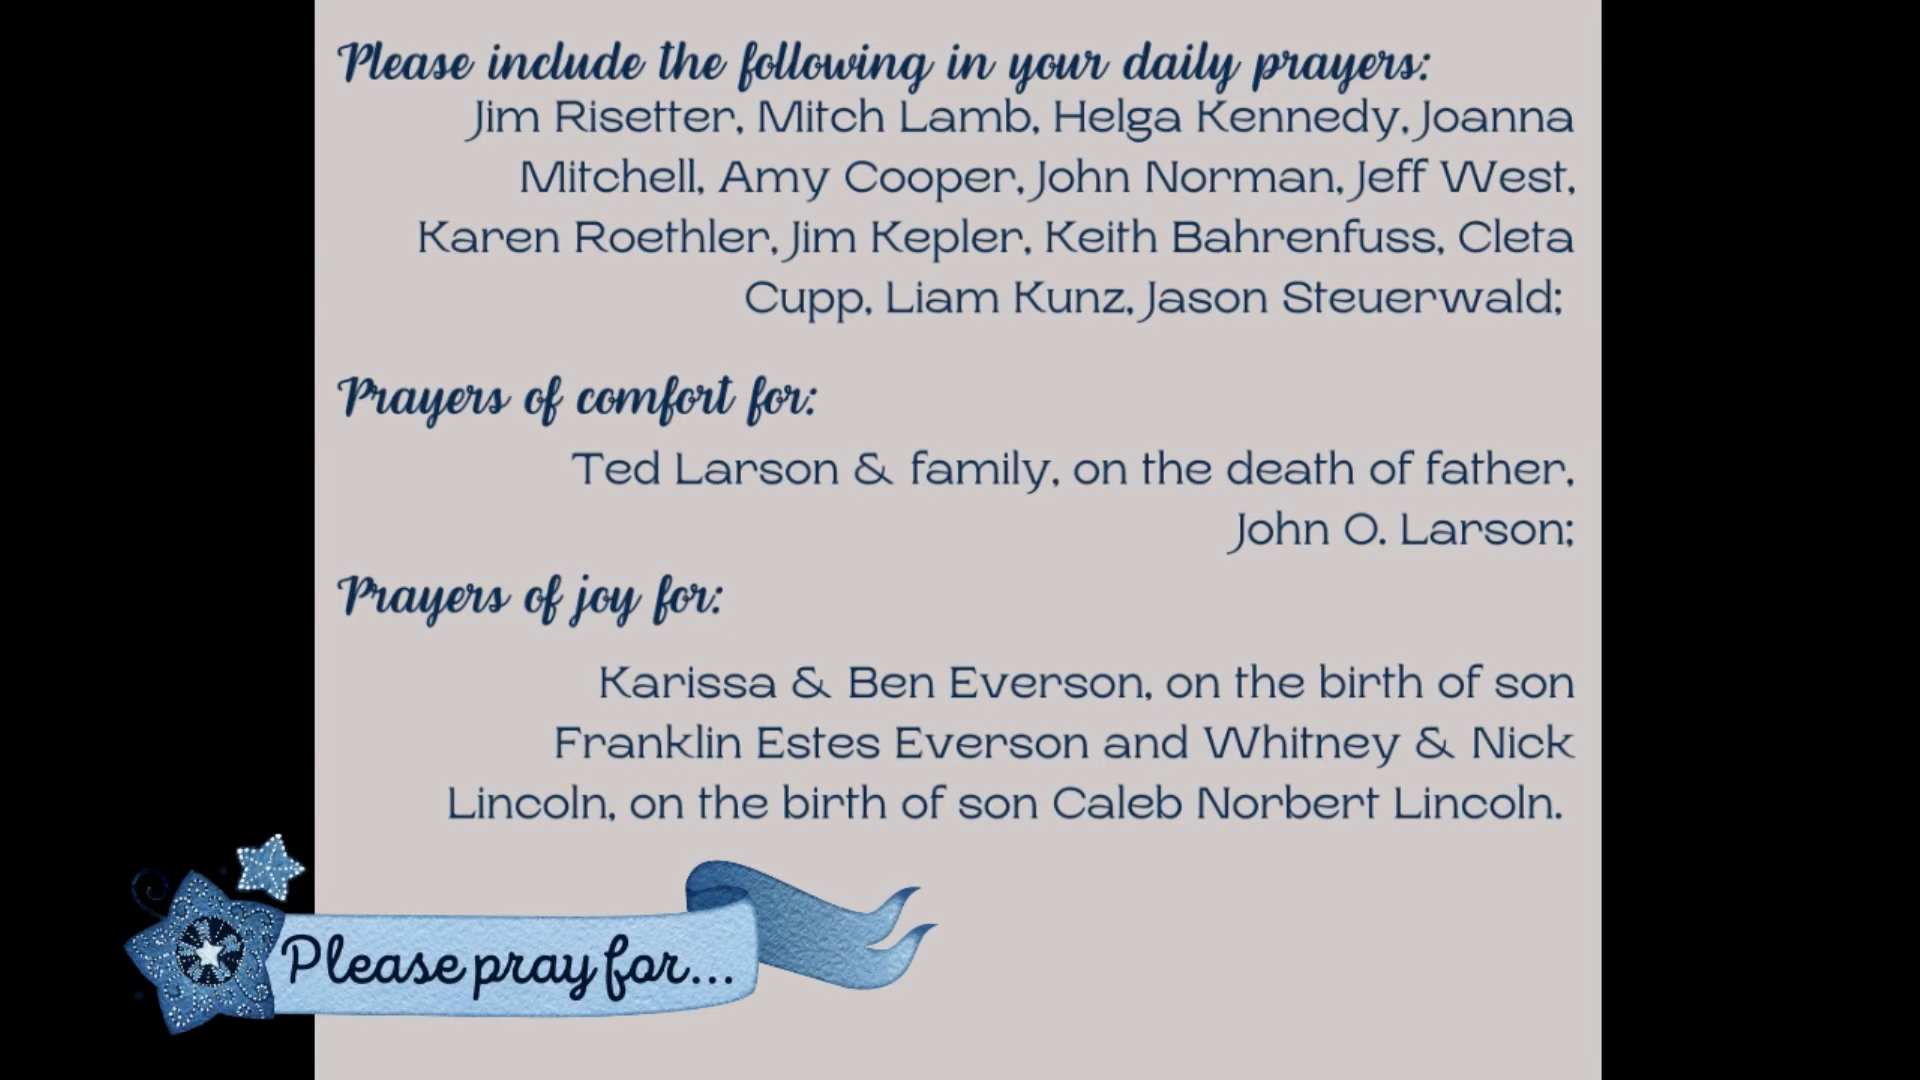 Please include the following in your daily prayers:
Jim Risetter, Mitch Lamb, Helga Kennedy, Joanna
Mitchell, Amy Cooper, John Norman, Jeff West,
Karen Roethler, Jim Kepler, Keith Bahrenfuss, Cleta
Cupp, Liam Kunz, Jason Steuerwald;
Prayers of comfort for:
Ted Larson & family, on the death of father,
John O. Larson;
Prayers of joy for:
Karissa & Ben Everson, on the birth of son
Franklin Estes Everson and Whitney & Nick
Lincoln, on the birth of son Caleb Norbert Lincoln.
Please pray for...